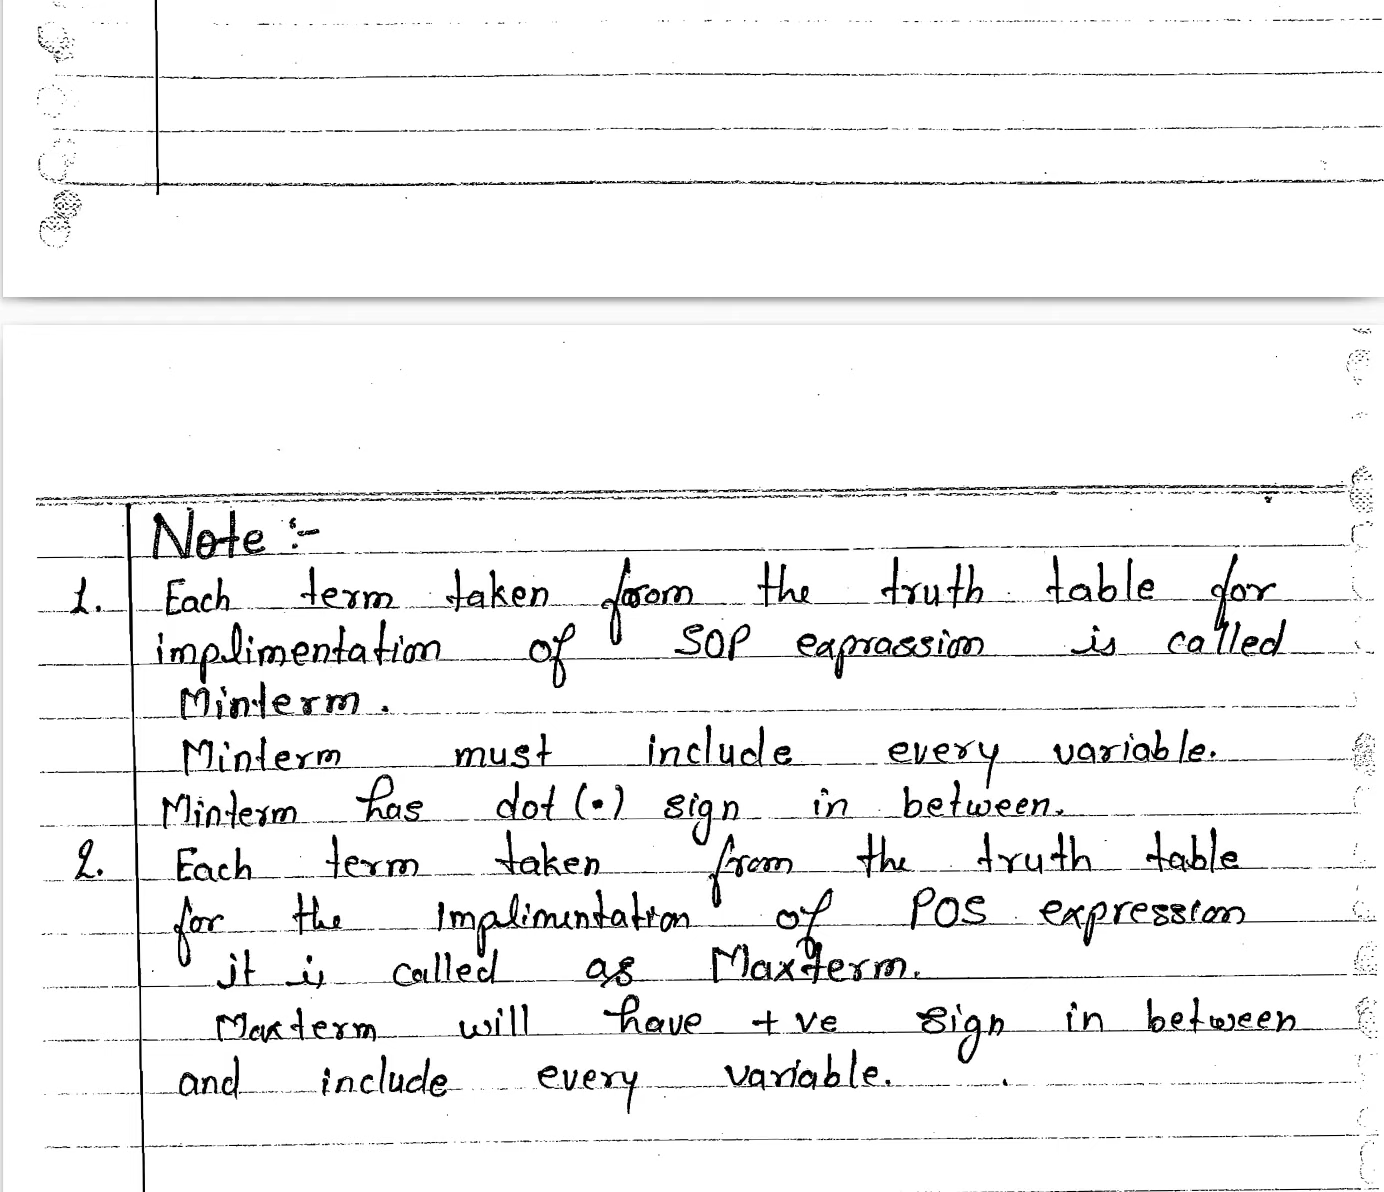 Note :-
1. Each term taken from the truth table for
implimentation of SOP expraession is called
Minterm.
Minterm must include every variable.
Minterm has dot (•) sign in between.
2. Each term taken from the truth table
for the implimentation of POS expression
it is called as Maxterm.
Maxterm will have +ve sign in between
and include every variable.